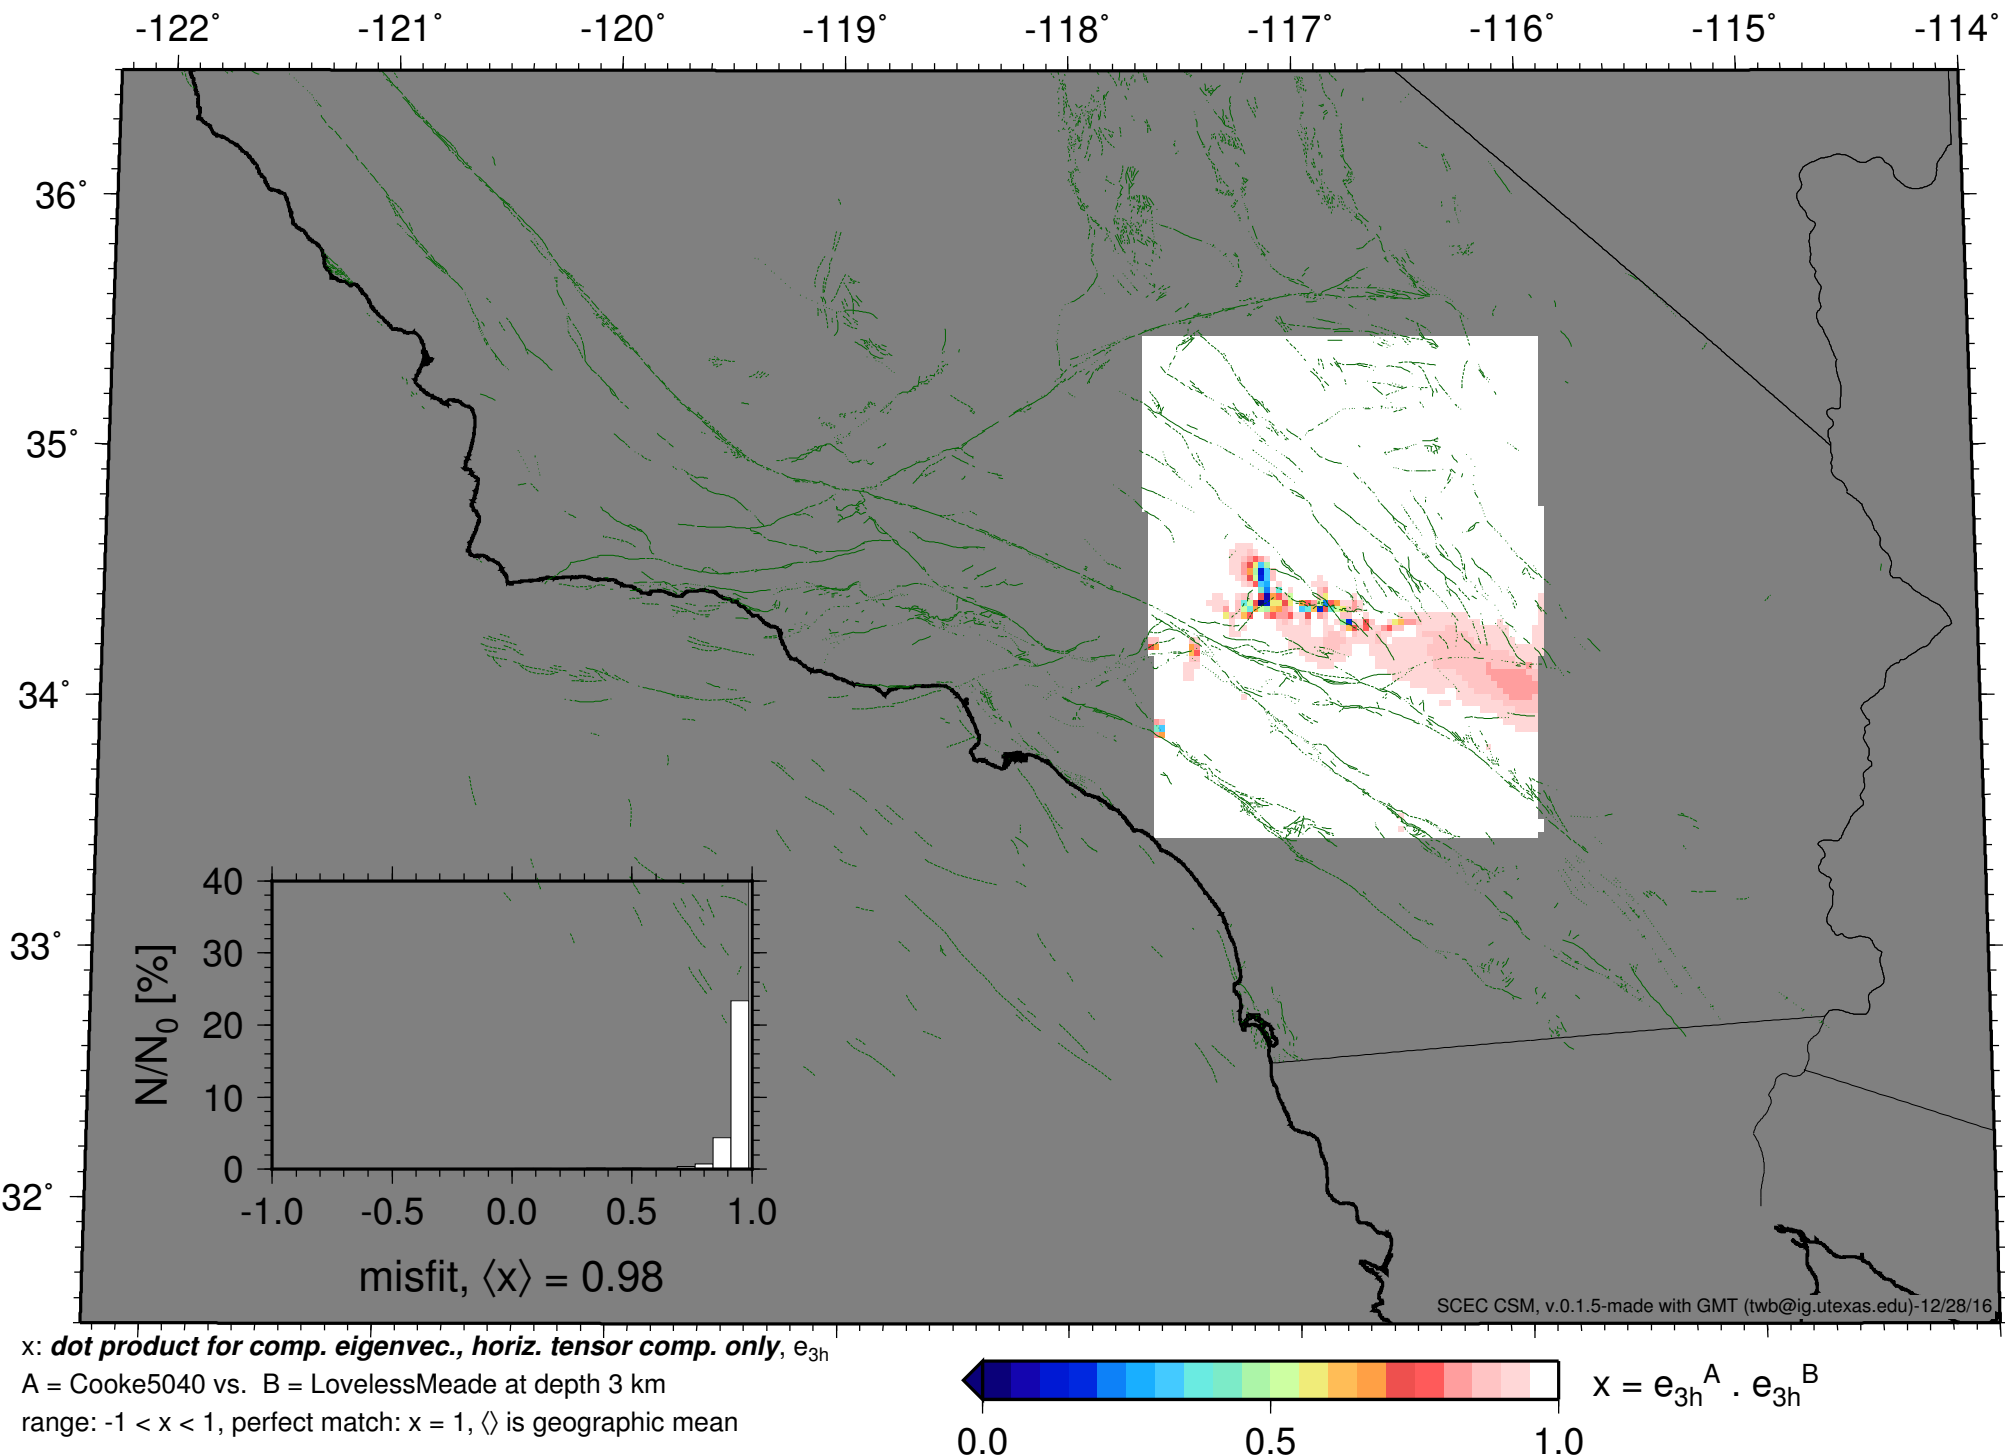 -122° -121° -120° -119° -118° -117° -116° -115° -114°
36°
35°
34°
33°
32°
40
30
20
10
0
N/N0 [%]
-1.0 -0.5 0.0 0.5 1.0
misfit, ⟨x⟩ = 0.98
SCEC CSM, v.0.1.5-made with GMT (twb@ig.utexas.edu)-12/28/16
x: dot product for comp. eigenvec., horiz. tensor comp. only, e3h
A = Cooke5040 vs. B = LovelessMeade at depth 3 km
range: -1 < x < 1, perfect match: x = 1, ⟨⟩ is geographic mean
x = e3hA . e3hB
0.0 0.5 1.0